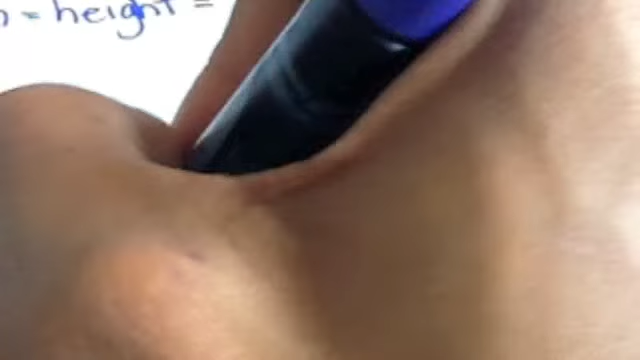 = height =